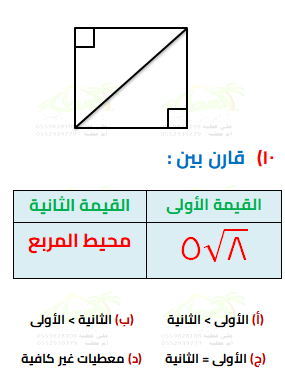 ١٠) قارن بين :
القيمة الأولى القيمة الثانية
٥√٨ محيط المربع
(أ) الأولى > الثانية (ب) الثانية > الأولى
(ج) الأولى = الثانية (د) معطيات غير كافية